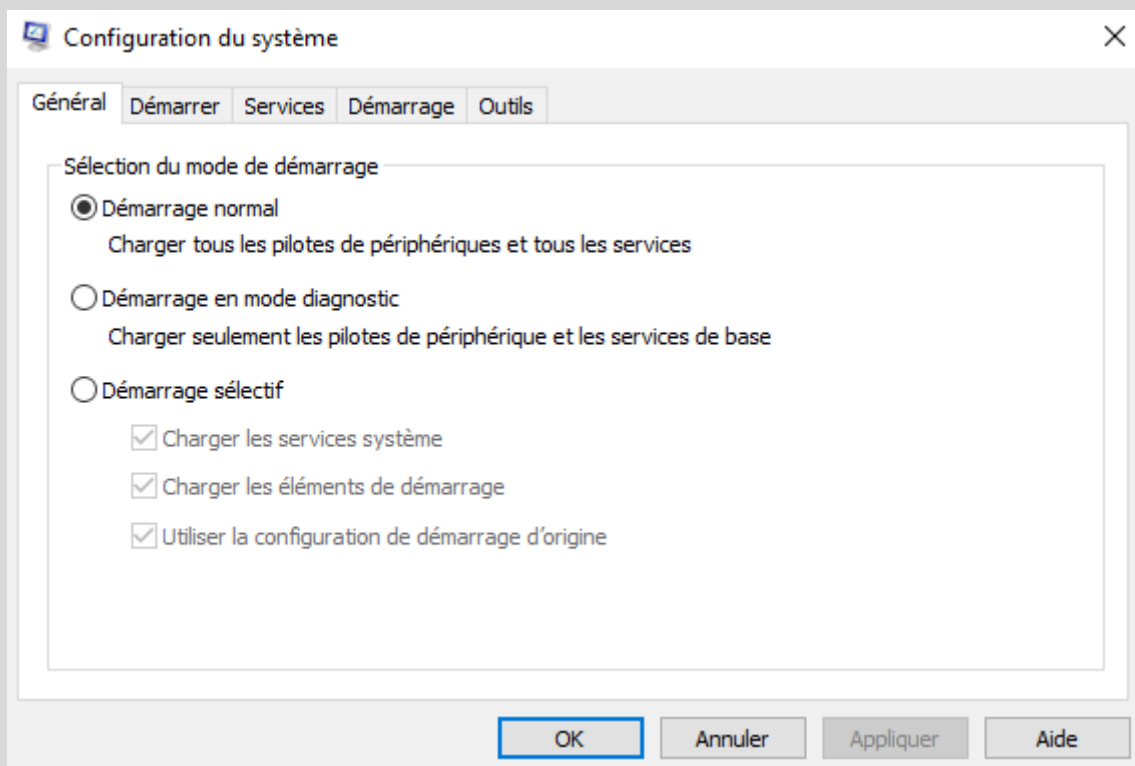 Configuration du système
Général Démarrer Services Démarrage Outils
Sélection du mode de démarrage
Démarrage normal
Charger tous les pilotes de périphériques et tous les services
Démarrage en mode diagnostic
Charger seulement les pilotes de périphérique et les services de base
Démarrage sélectif
Charger les services système
Charger les éléments de démarrage
Utiliser la configuration de démarrage d'origine
OK Annuler Appliquer Aide